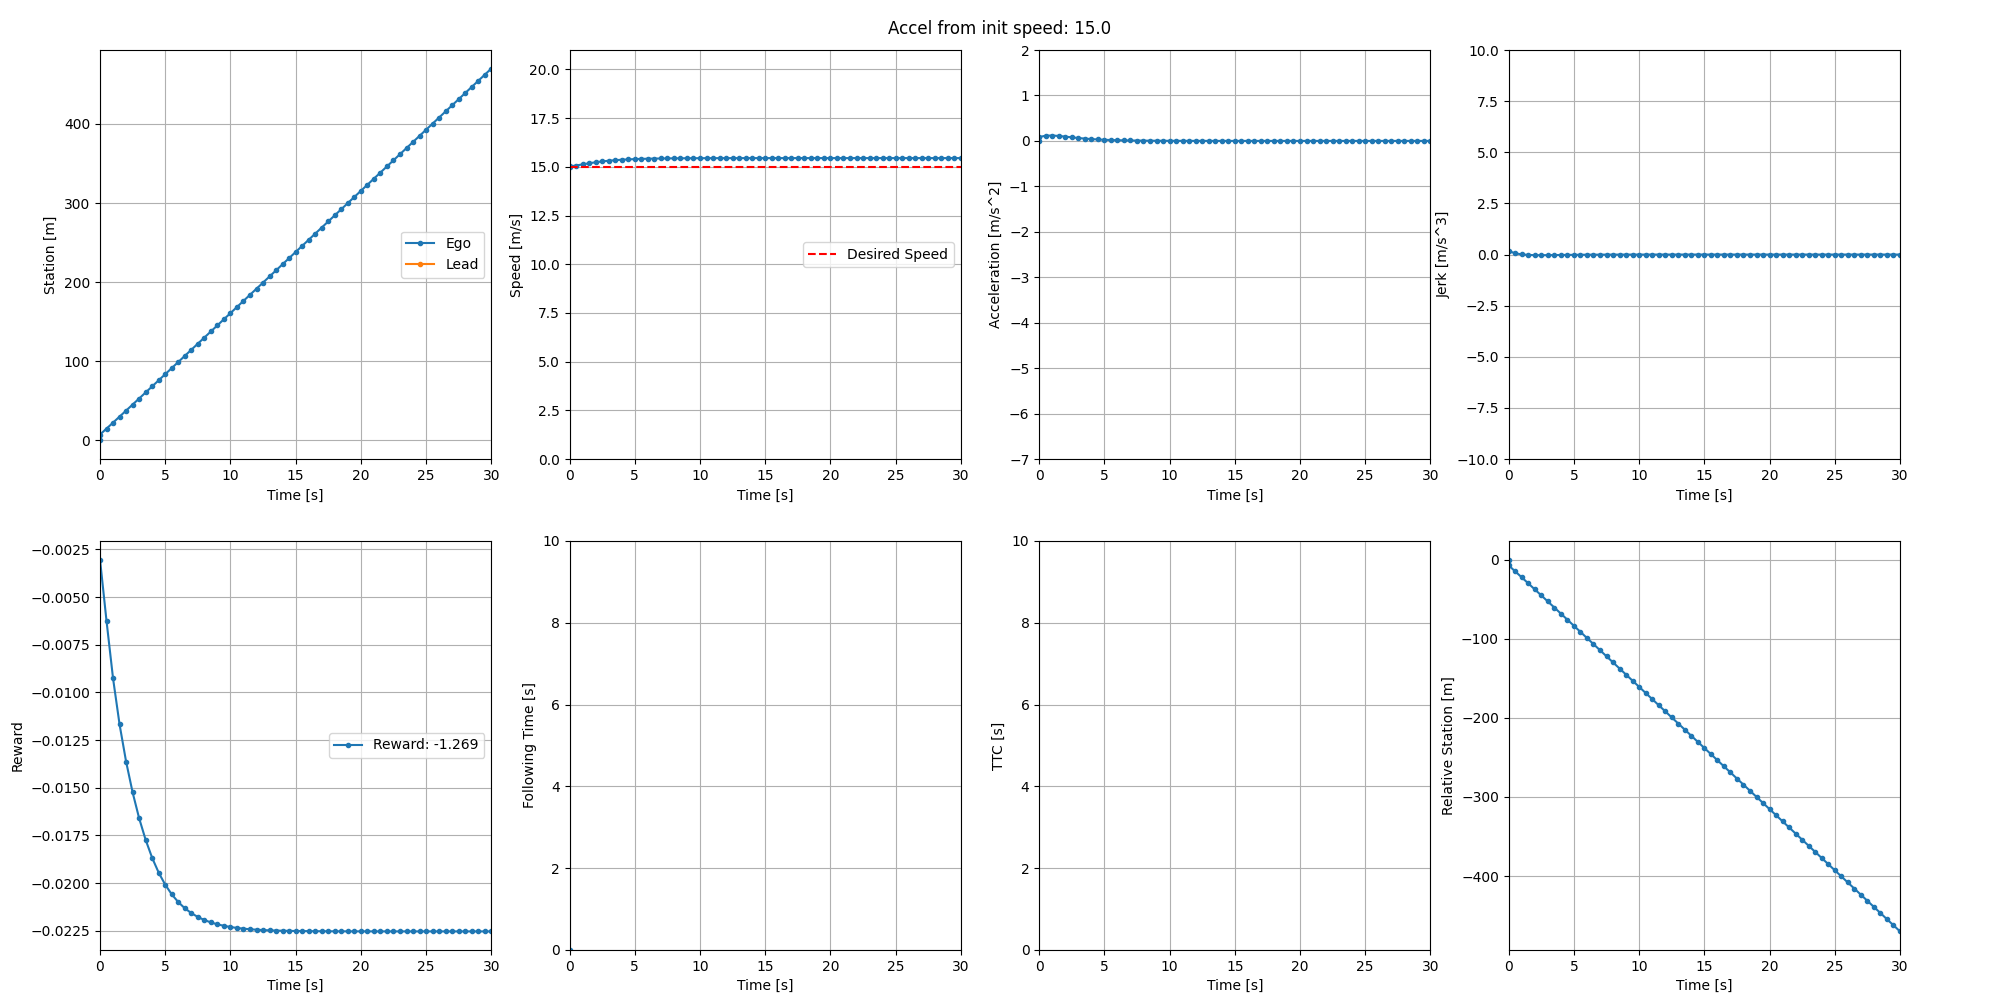 Accel from init speed: 15.0
400
300
200
100
0
Station [m]
Ego
Lead
0 5 10 15 20 25 30
Time [s]
20.0
17.5
15.0
12.5
10.0
7.5
5.0
2.5
0.0
Speed [m/s]
Desired Speed
0 5 10 15 20 25 30
Time [s]
2
1
0
−1
−2
−3
−4
−5
−6
−7
Acceleration [m/s^2]
0 5 10 15 20 25 30
Time [s]
10.0
7.5
5.0
2.5
0.0
−2.5
−5.0
−7.5
−10.0
Jerk [m/s^3]
0 5 10 15 20 25 30
Time [s]
−0.0025
−0.0050
−0.0075
−0.0100
−0.0125
−0.0150
−0.0175
−0.0200
−0.0225
Reward
Reward: -1.269
0 5 10 15 20 25 30
Time [s]
10
8
6
4
2
0
Following Time [s]
0 5 10 15 20 25 30
Time [s]
10
8
6
4
2
0
TTC [s]
0 5 10 15 20 25 30
Time [s]
0
−100
−200
−300
−400
Relative Station [m]
0 5 10 15 20 25 30
Time [s]